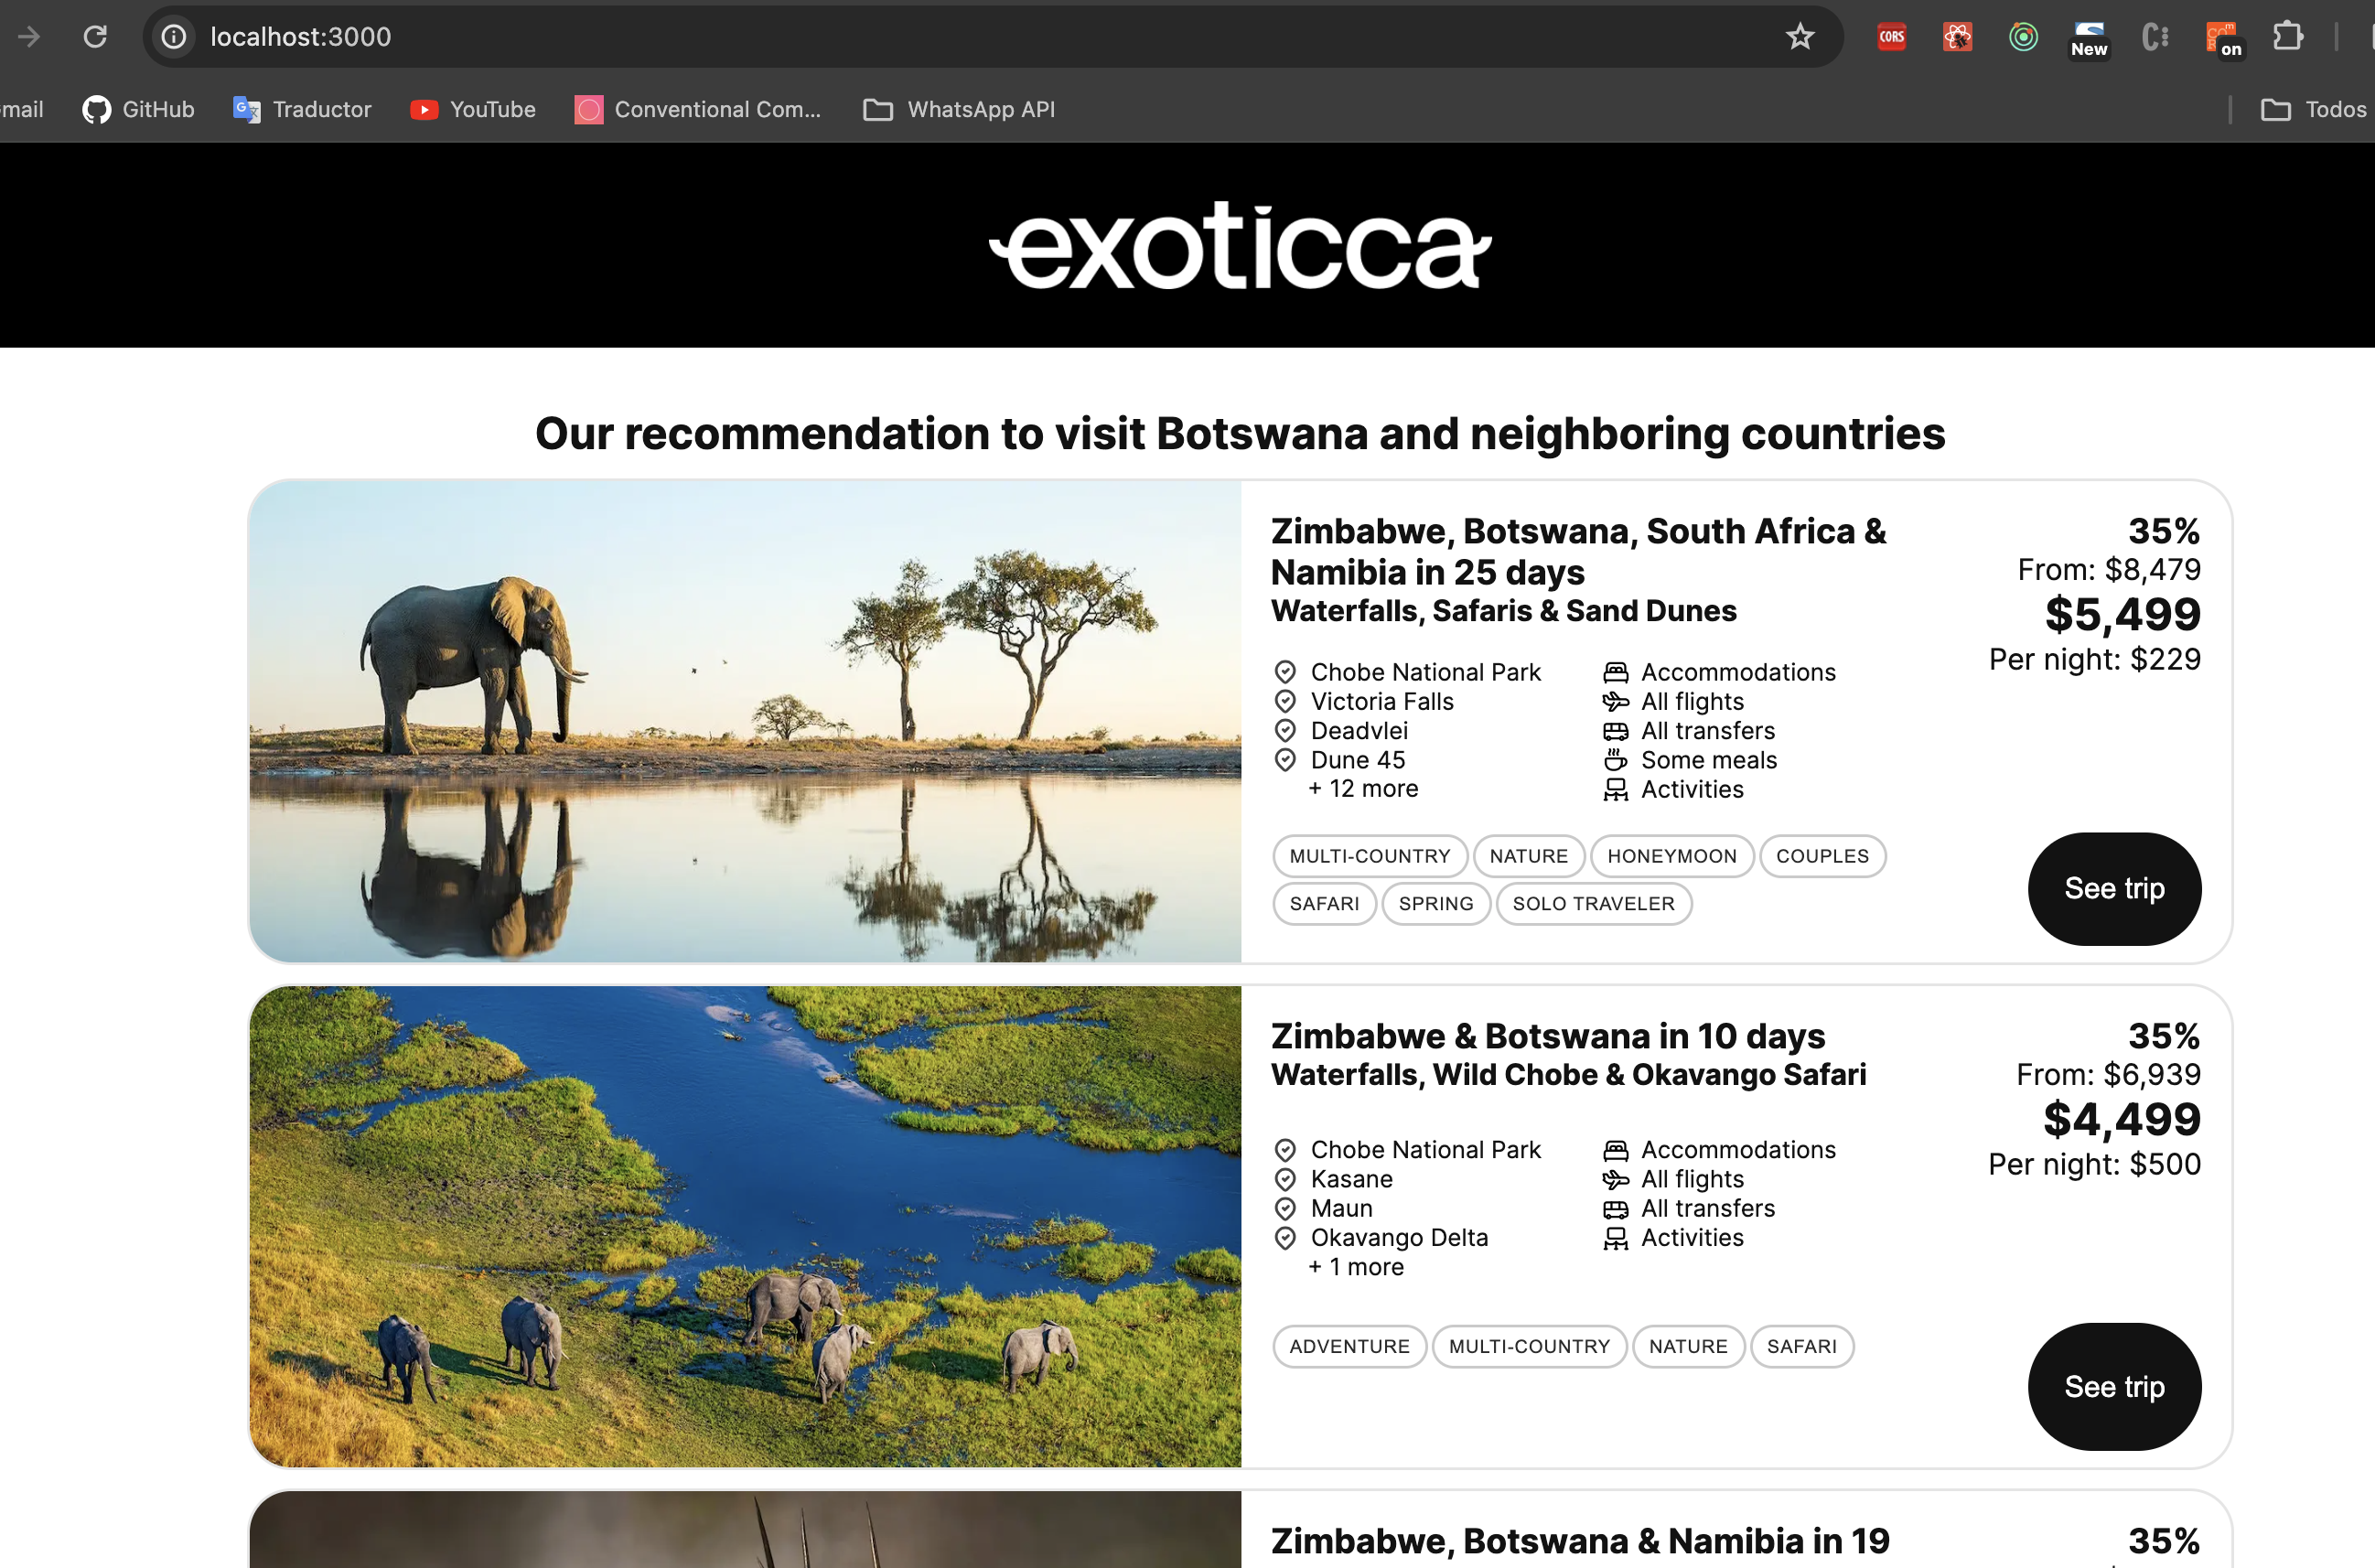 localhost:3000
CORS
New
on
mail
GitHub
Traductor
YouTube
Conventional Com...
WhatsApp API
Todos
exoticca
Our recommendation to visit Botswana and neighboring countries
Zimbabwe, Botswana, South Africa &
Namibia in 25 days
Waterfalls, Safaris & Sand Dunes
35%
From: $8,479
$5,499
Per night: $229
Chobe National Park
Victoria Falls
Deadvlei
Dune 45
+ 12 more
Accommodations
All flights
All transfers
Some meals
Activities
MULTI-COUNTRY
NATURE
HONEYMOON
COUPLES
SAFARI
SPRING
SOLO TRAVELER
See trip
Zimbabwe & Botswana in 10 days
Waterfalls, Wild Chobe & Okavango Safari
35%
From: $6,939
$4,499
Per night: $500
Chobe National Park
Kasane
Maun
Okavango Delta
+ 1 more
Accommodations
All flights
All transfers
Activities
ADVENTURE
MULTI-COUNTRY
NATURE
SAFARI
See trip
Zimbabwe, Botswana & Namibia in 19
35%